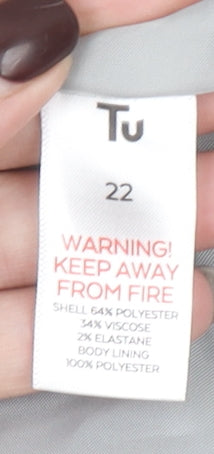 Tu
22
WARNING!
KEEP AWAY
FROM FIRE
SHELL 64% POLYESTER
34% VISCOSE
2% ELASTANE
BODY LINING
100% POLYESTER